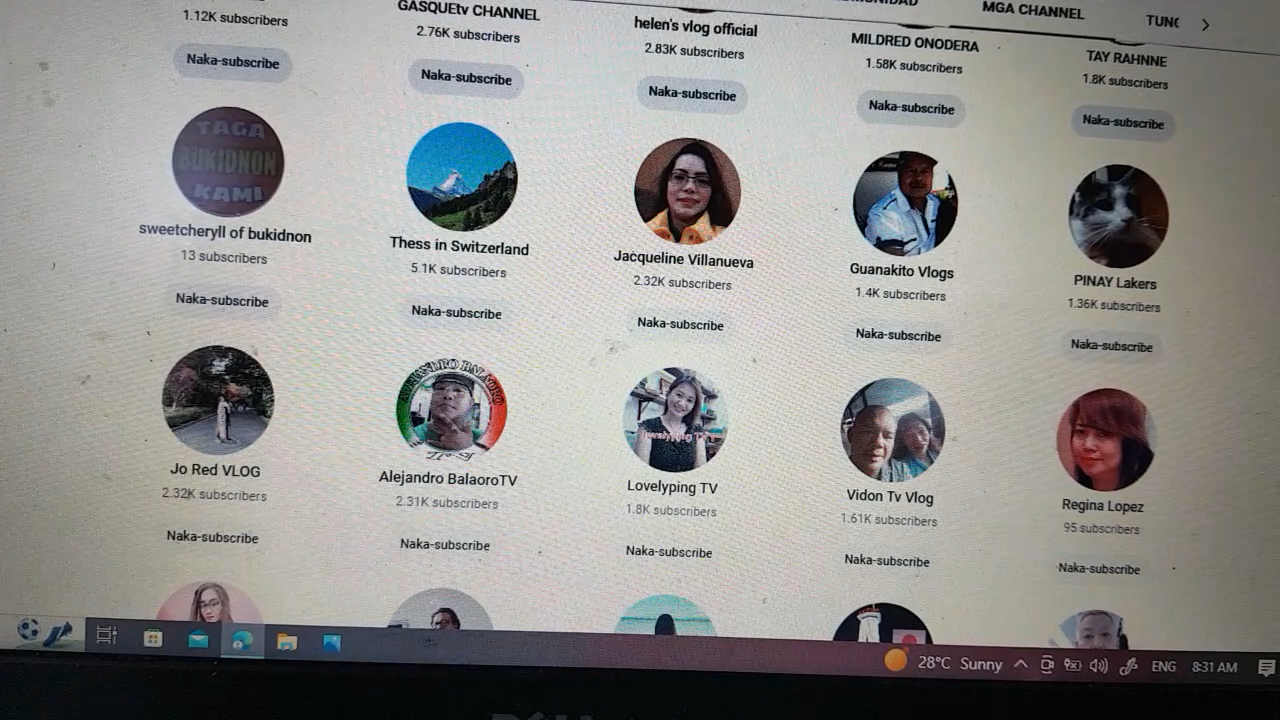 MGA CHANNEL
1.12K subscribers
GASQUEtv CHANNEL
2.76K subscribers
helen's vlog official
2.83K subscribers
MILDRED ONODERA
1.58K subscribers
TAY RAHNNE
1.8K subscribers
Naka-subscribe
Naka-subscribe
Naka-subscribe
Naka-subscribe
Naka-subscribe
TAGA
BUKIDNON
KAMI
sweetcheryll of bukidnon
13 subscribers
Thess in Switzerland
5.1K subscribers
Jacqueline Villanueva
2.32K subscribers
Guanakito Vlogs
1.4K subscribers
PINAY Lakers
1.36K subscribers
Naka-subscribe
Naka-subscribe
Naka-subscribe
Naka-subscribe
Naka-subscribe
Jo Red VLOG
2.32K subscribers
Alejandro BalaoroTV
2.31K subscribers
Lovelyping TV
1.8K subscribers
Vidon Tv Vlog
1.61K subscribers
Regina Lopez
95 subscribers
Naka-subscribe
Naka-subscribe
Naka-subscribe
Naka-subscribe
Naka-subscribe
28°C Sunny
ENG
8:31 AM